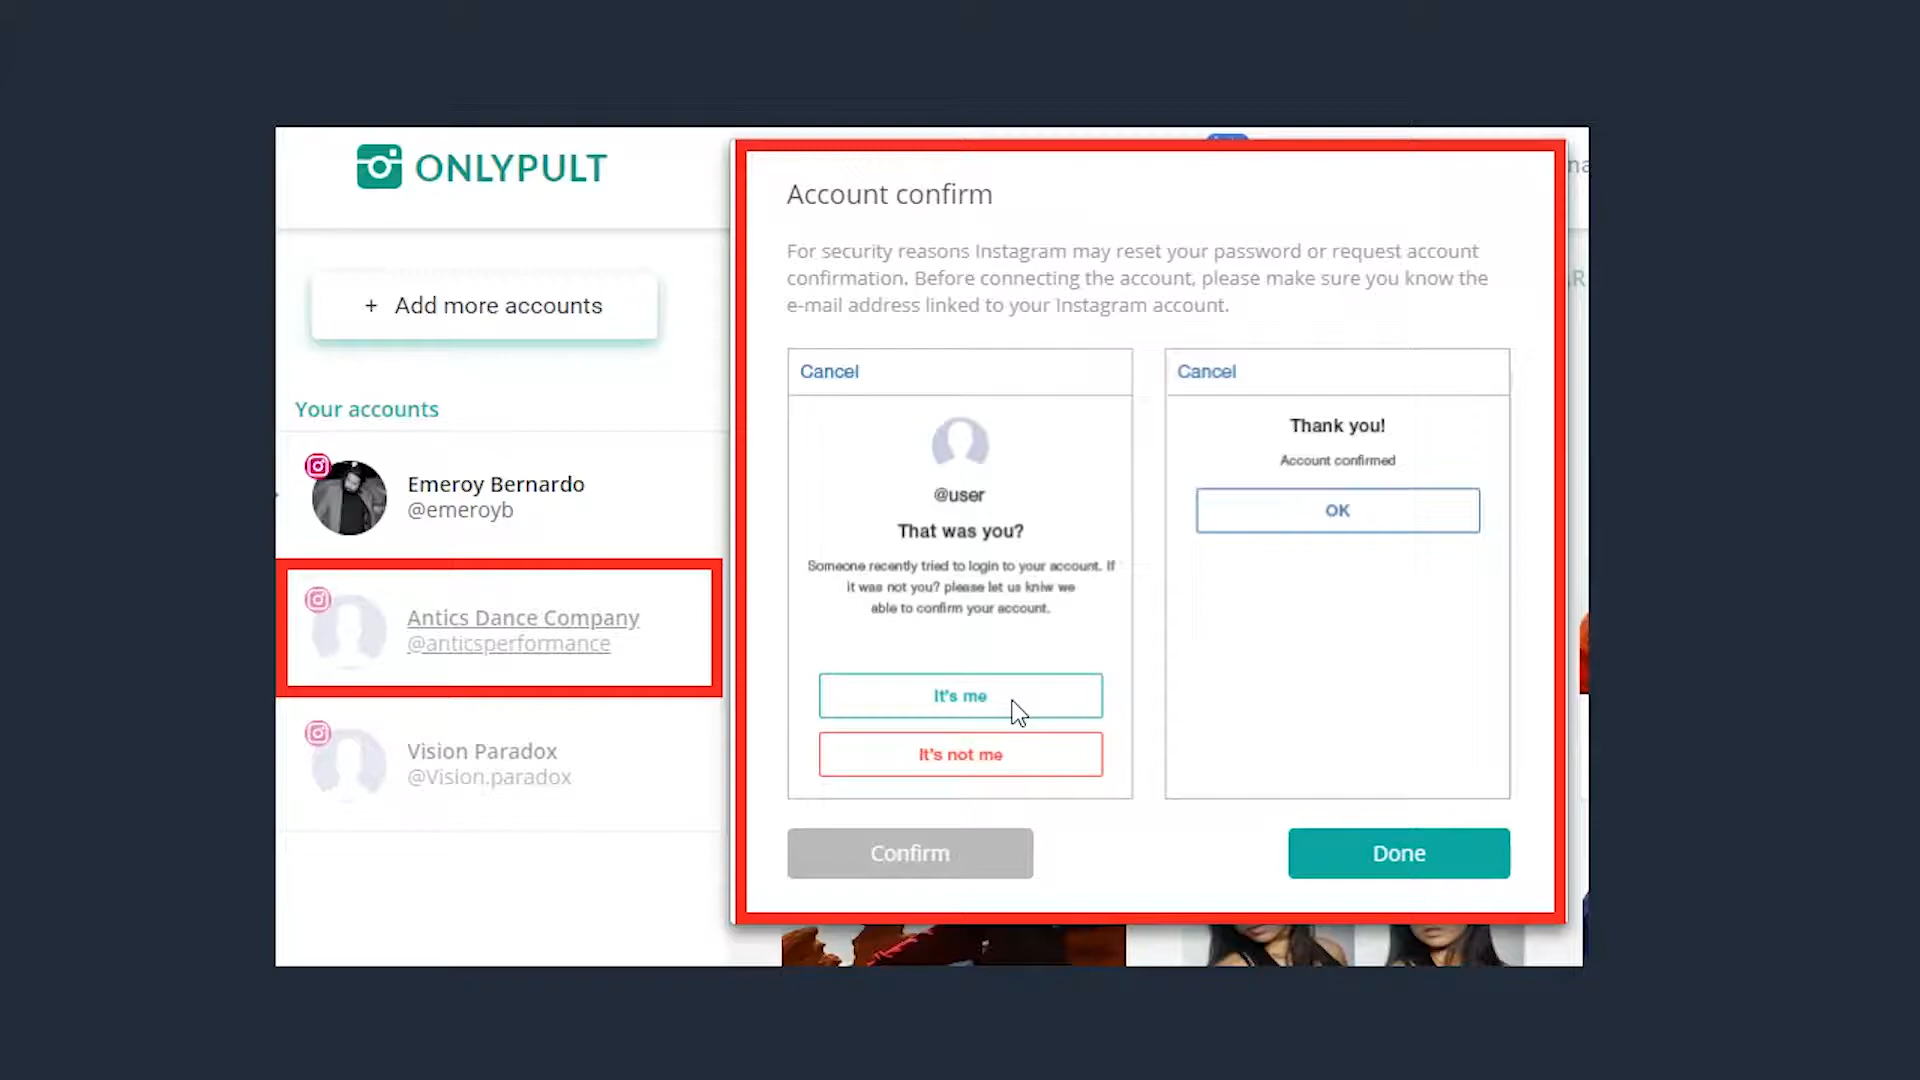 ONLYPULT
+ Add more accounts
Your accounts
Emeroy Bernardo
@emeroyb
Antics Dance Company
@anticsperformance
Vision Paradox
@Vision.paradox
Account confirm
For security reasons Instagram may reset your password or request account
confirmation. Before connecting the account, please make sure you know the
e-mail address linked to your Instagram account.
Cancel
@user
That was you?
Someone recently tried to login to your account. If
it was not you? please let us kniw we
able to confirm your account.
It's me
It's not me
Cancel
Thank you!
Account confirmed
OK
Confirm
Done